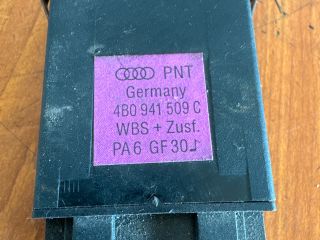 PNT
Germany
4B0 941 509 C
WBS + Zusf.
PA6 GF30